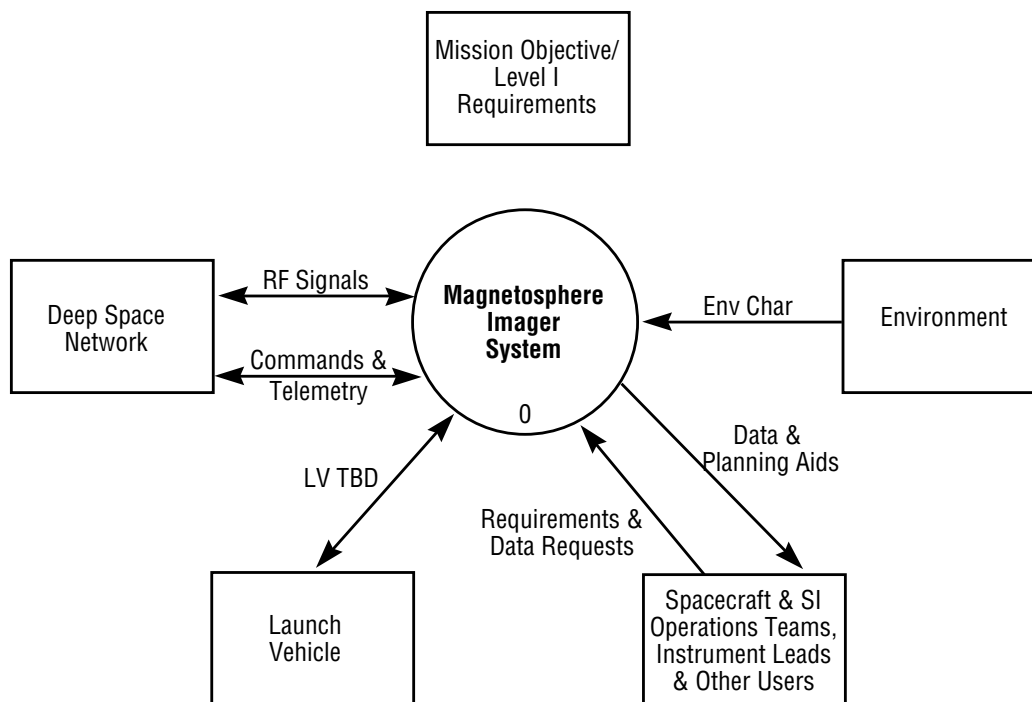 Mission Objective/
Level I
Requirements
RF Signals
Deep Space
Network
Commands &
Telemetry
Magnetosphere
Imager
System
0
Env Char
Environment
LV TBD
Data &
Planning Aids
Requirements &
Data Requests
Launch
Vehicle
Spacecraft & SI
Operations Teams,
Instrument Leads
& Other Users